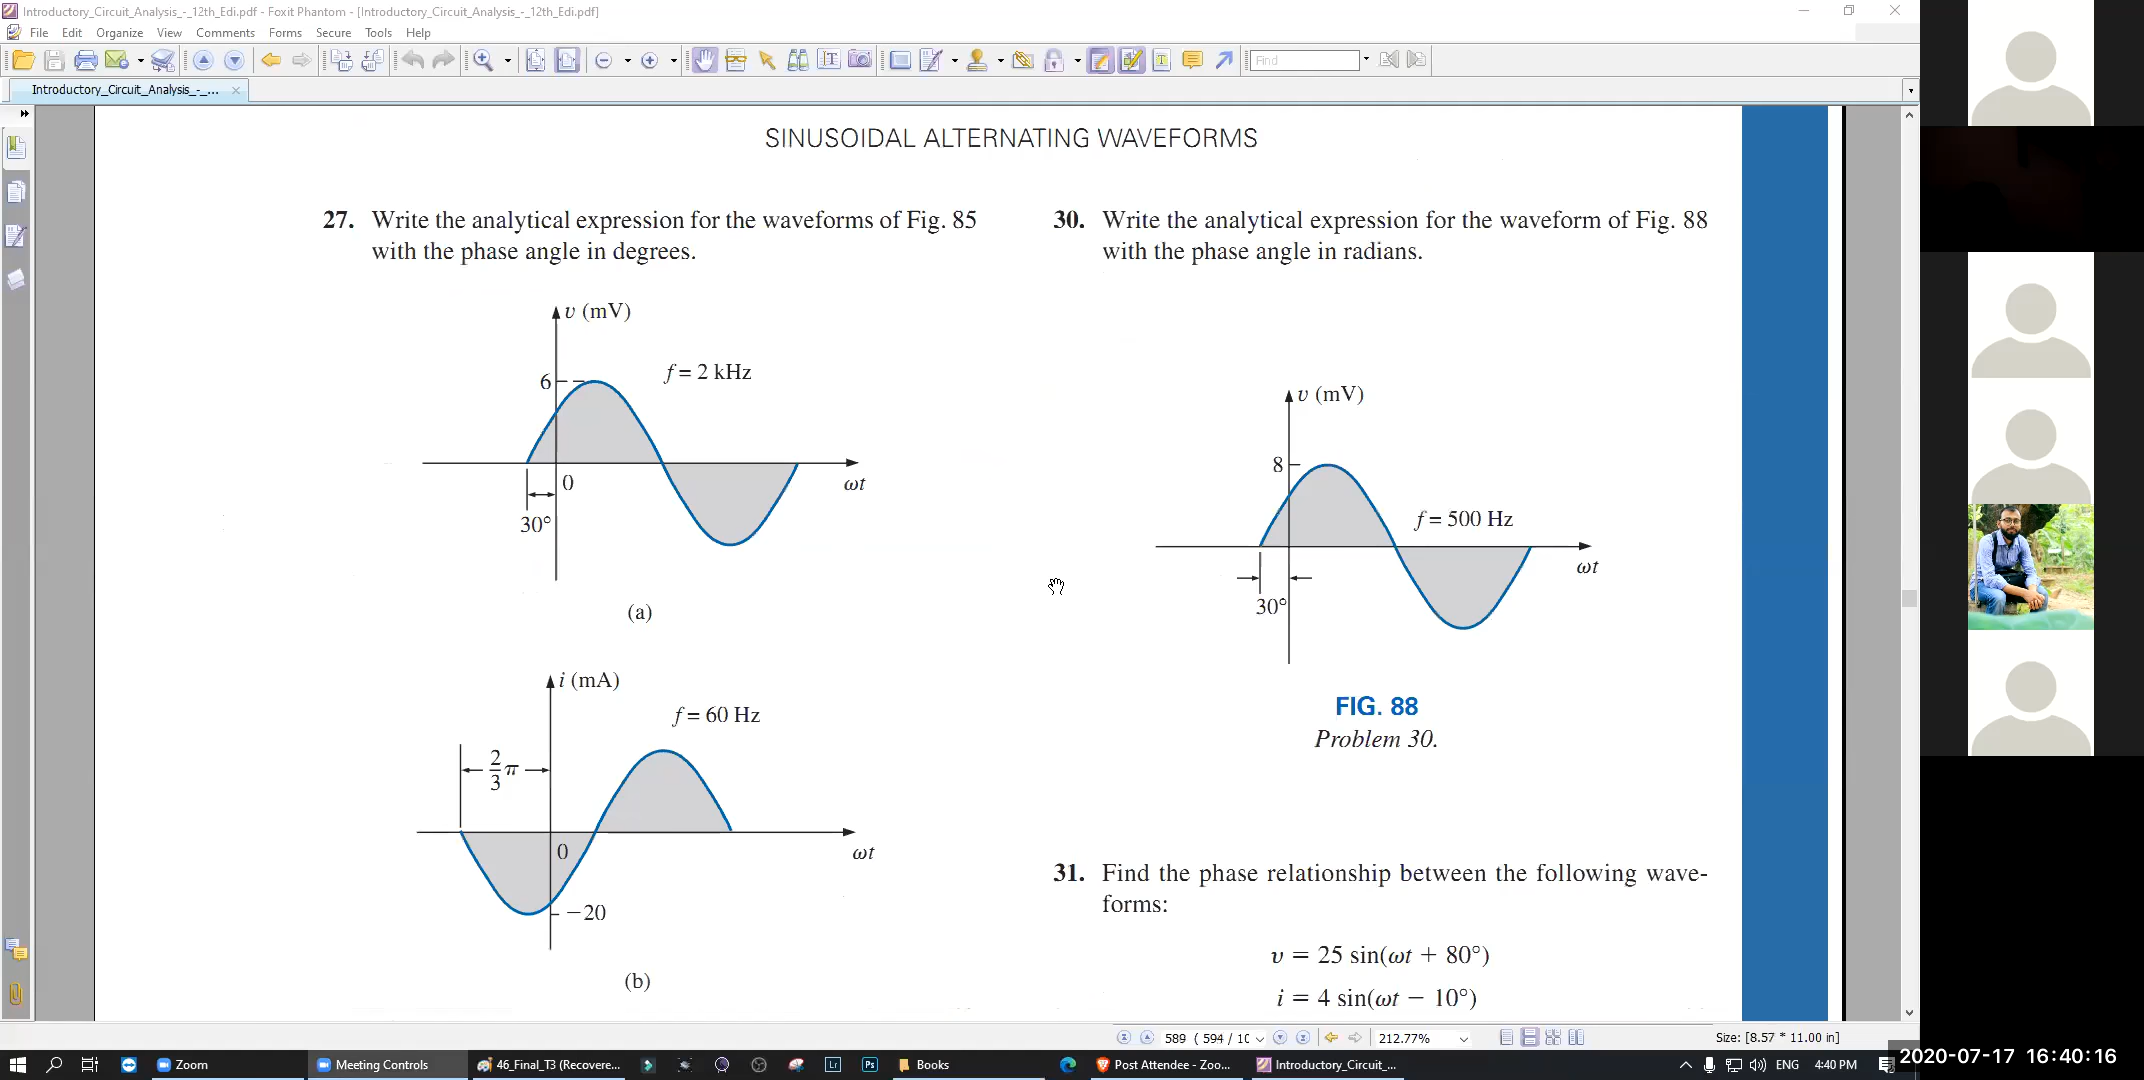 Introductory_Circuit_Analysis_-_12th_Edi.pdf - Foxit Phantom - [Introductory_Circuit_Analysis_-_12th_Edi.pdf]
File Edit Organize View Comments Forms Secure Tools Help
Find
Introductory_Circuit_Analysis_-_...
SINUSOIDAL ALTERNATING WAVEFORMS
27. Write the analytical expression for the waveforms of Fig. 85
with the phase angle in degrees.
υ (mV)
6
f = 2 kHz
0
ωt
30°
(a)
i (mA)
f = 60 Hz
2/3 π
0
ωt
−20
(b)
30. Write the analytical expression for the waveform of Fig. 88
with the phase angle in radians.
υ (mV)
8
f = 500 Hz
ωt
30°
FIG. 88
Problem 30.
31. Find the phase relationship between the following wave-
forms:
υ = 25 sin(ωt + 80°)
i = 4 sin(ωt − 10°)
589 ( 594 / 1
212.77%
Size: [8.57 * 11.00 in]
Zoom
Meeting Controls
46_Final_T3 (Recovere...
Lr
Ps
Books
Post Attendee - Zoo...
Introductory_Circuit_...
ENG
4:40 PM
2020-07-17 16:40:16